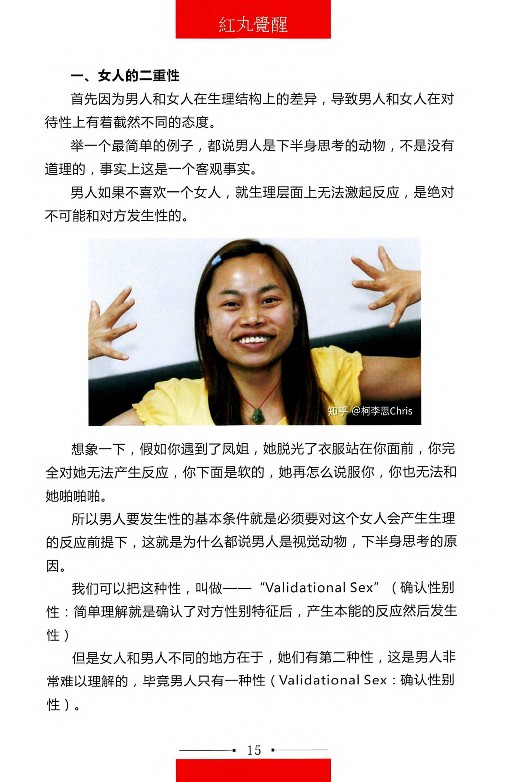 紅丸覺醒
一、女人的二重性
首先因为男人和女人在生理结构上的差异，导致男人和女人在对
待性上有着截然不同的态度。
举一个最简单的例子，都说男人是下半身思考的动物，不是没有
道理的，事实上这是一个客观事实。
男人如果不喜欢一个女人，就生理层面上无法激起反应，是绝对
不可能和对方发生性的。
知乎 @柯李思Chris
想象一下，假如你遇到了凤姐，她脱光了衣服站在你面前，你完
全对她无法产生反应，你下面是软的，她再怎么说服你，你也无法和
她啪啪啪。
所以男人要发生性的基本条件就是必须要对这个女人会产生生理
的反应前提下，这就是为什么都说男人是视觉动物，下半身思考的原
因。
我们可以把这种性，叫做——“Validational Sex”（确认性别
性：简单理解就是确认了对方性别特征后，产生本能的反应然后发生
性）
但是女人和男人不同的地方在于，她们有第二种性，这是男人非
常难以理解的，毕竟男人只有一种性（Validational Sex：确认性别
性）。
15